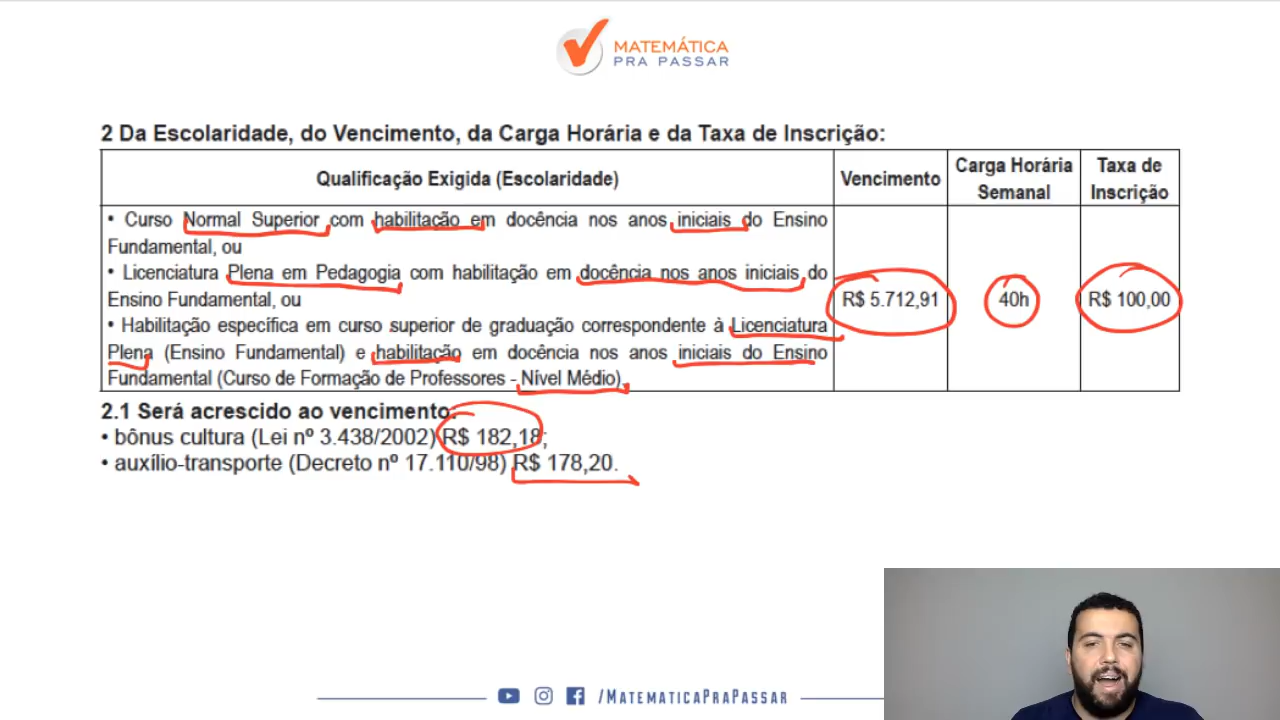 MATEMÁTICA
PRA PASSAR
2 Da Escolaridade, do Vencimento, da Carga Horária e da Taxa de Inscrição:
Qualificação Exigida (Escolaridade)
Vencimento
Carga Horária
Semanal
Taxa de
Inscrição
• Curso Normal Superior com habilitação em docência nos anos iniciais do Ensino
Fundamental, ou
• Licenciatura Plena em Pedagogia com habilitação em docência nos anos iniciais do
Ensino Fundamental, ou
• Habilitação específica em curso superior de graduação correspondente à Licenciatura
Plena (Ensino Fundamental) e habilitação em docência nos anos iniciais do Ensino
Fundamental (Curso de Formação de Professores - Nível Médio).
R$ 5.712,91
40h
R$ 100,00
2.1 Será acrescido ao vencimento:
• bônus cultura (Lei nº 3.438/2002) R$ 182,18;
• auxílio-transporte (Decreto nº 17.110/98) R$ 178,20.
/MATEMATICAPRAPASSAR